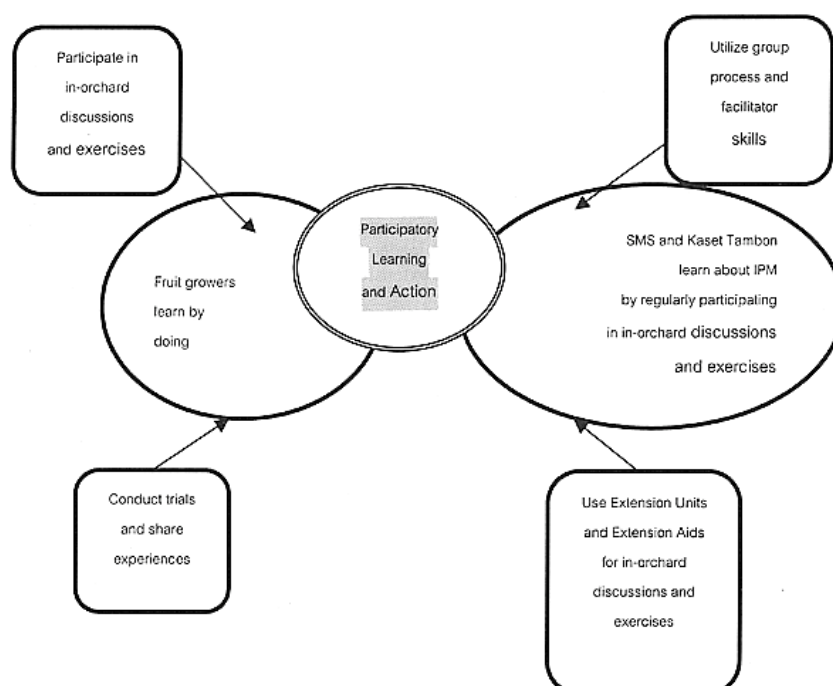 Participate in
in-orchard
discussions
and exercises
Utilize group
process and
facilitator
skills
Participatory
Learning
and Action
Fruit growers
learn by
doing
SMS and Kaset Tambon
learn about IPM
by regularly participating
in in-orchard discussions
and exercises
Conduct trials
and share
experiences
Use Extension Units
and Extension Aids
for in-orchard
discussions and
exercises